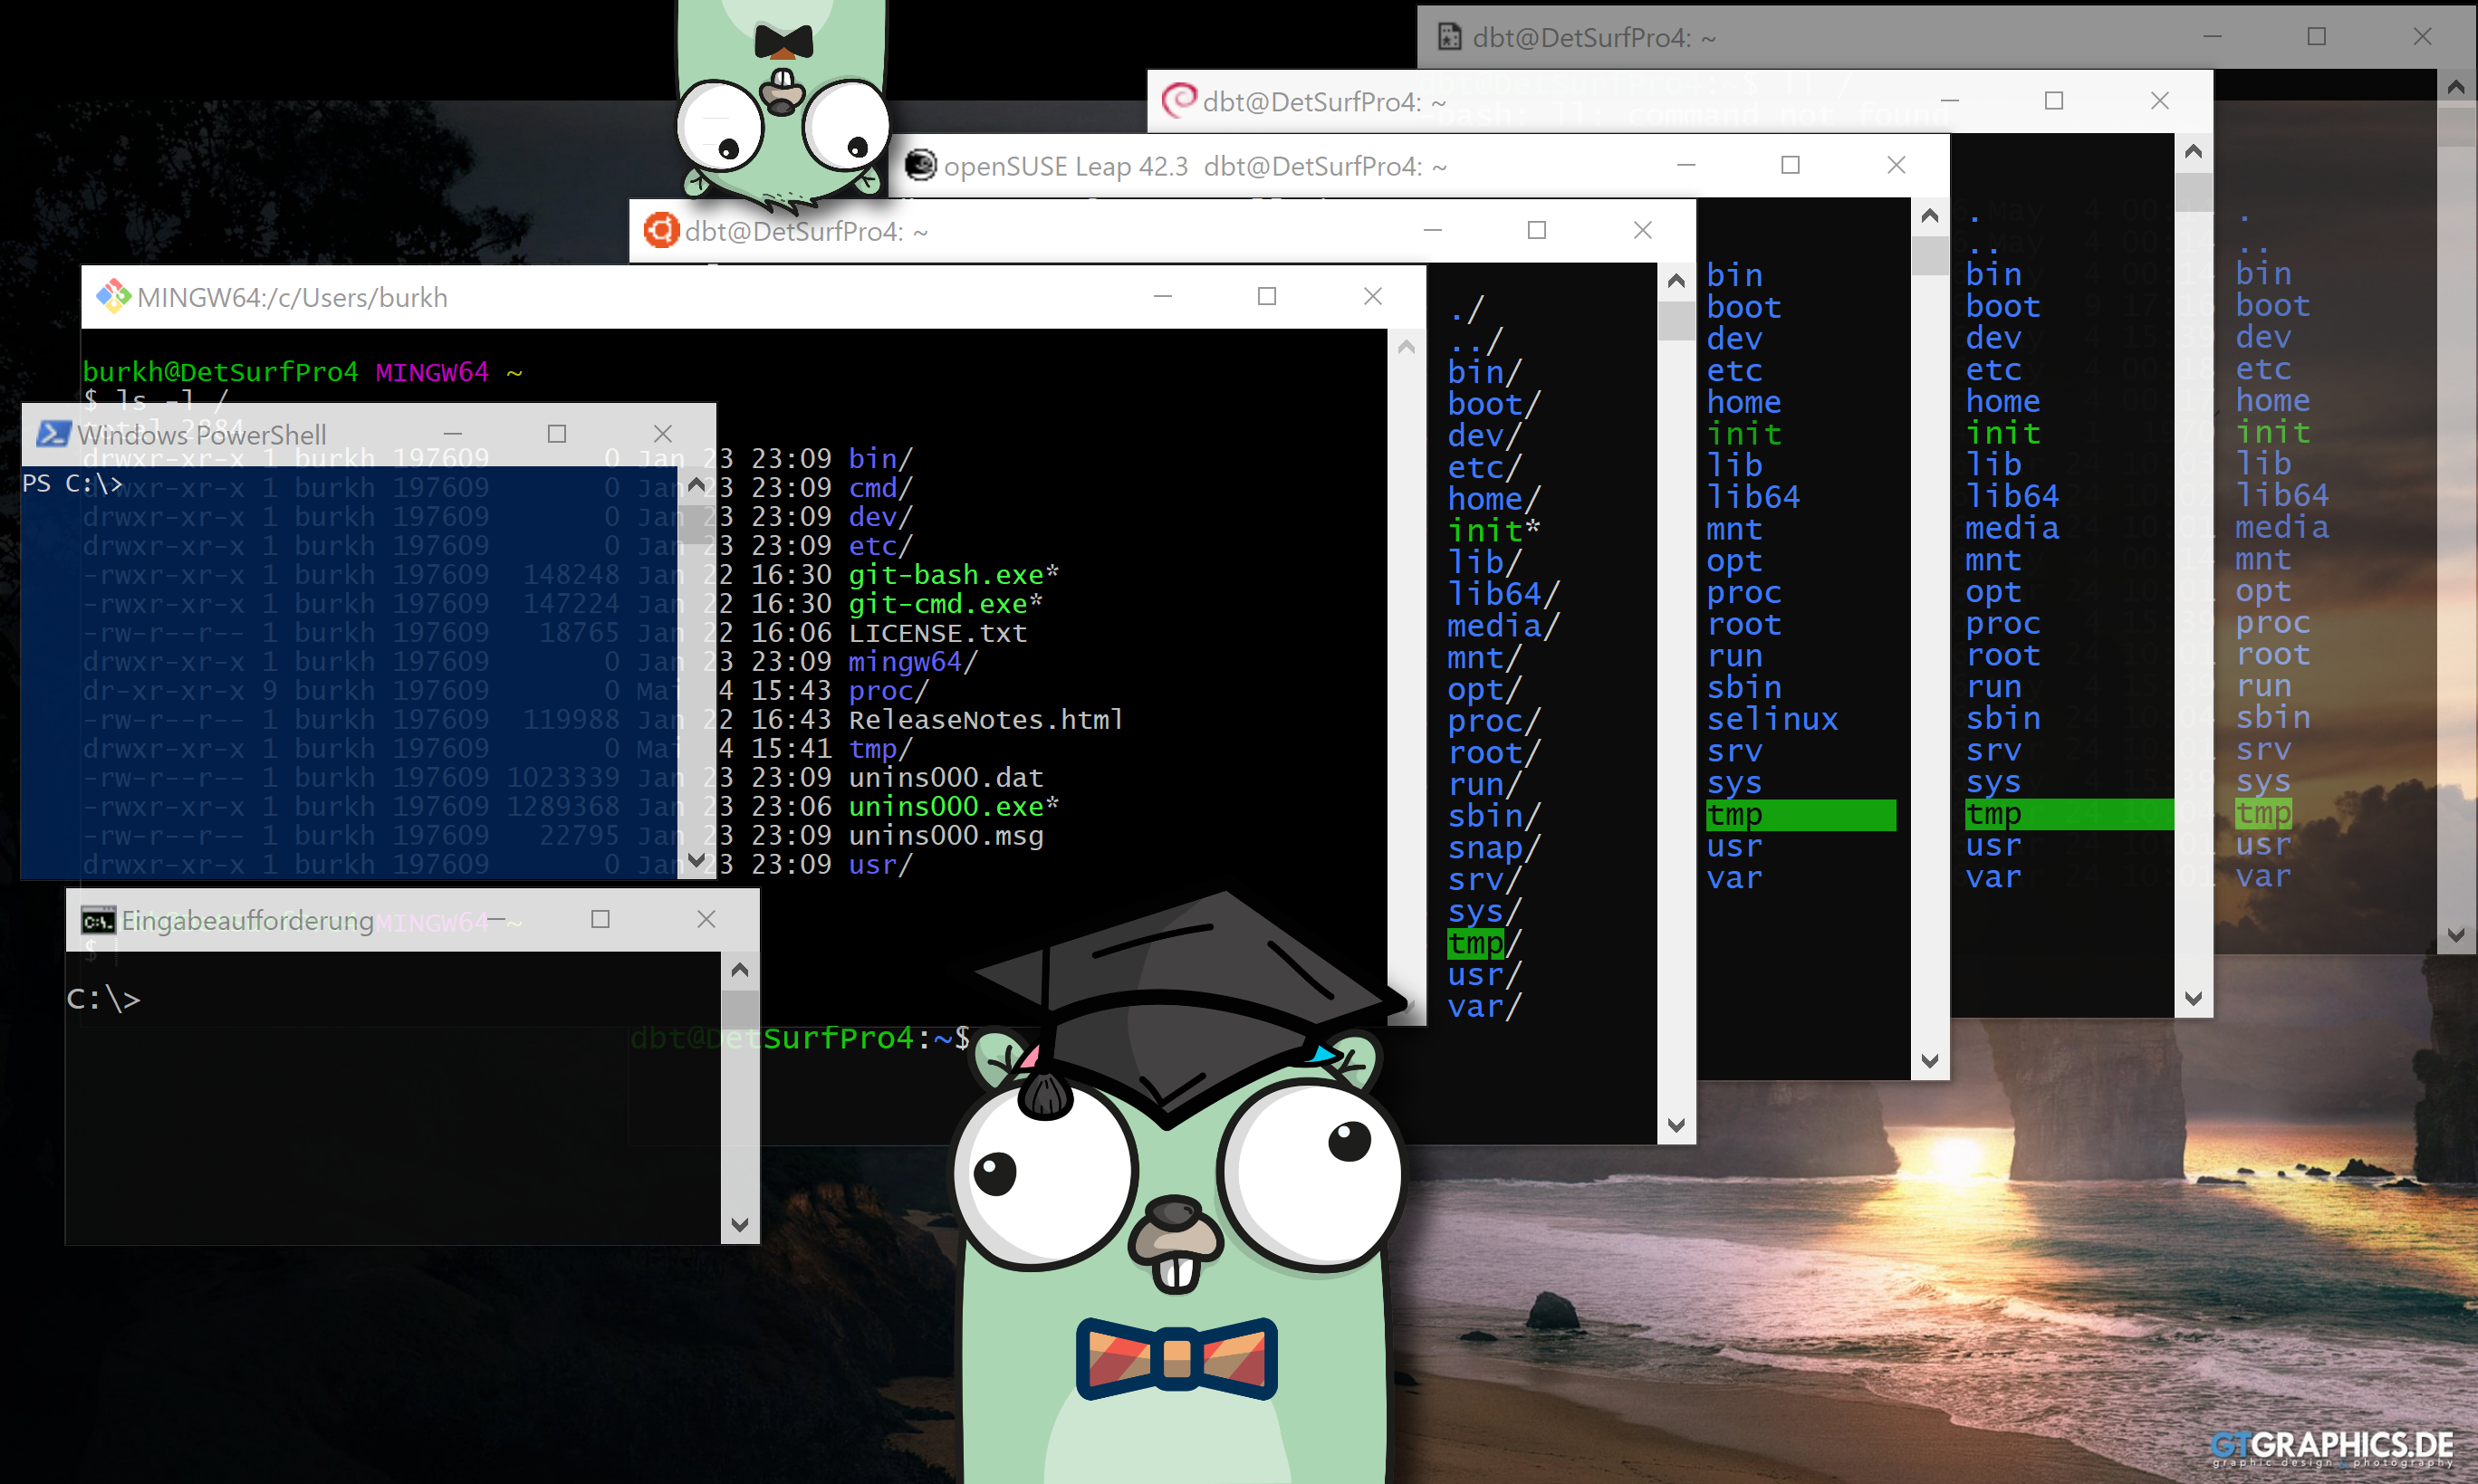 dbt@DetSurfPro4: ~
dbt@DetSurfPro4: ~
-bash: ll: command not found
openSUSE Leap 42.3 dbt@DetSurfPro4: ~
dbt@DetSurfPro4: ~
MINGW64:/c/Users/burkh
burkh@DetSurfPro4 MINGW64 ~
$ ls -l /
total 2984
drwxr-xr-x 1 burkh 197609 0 Jan 23 23:09 bin/
drwxr-xr-x 1 burkh 197609 0 Jan 23 23:09 cmd/
drwxr-xr-x 1 burkh 197609 0 Jan 23 23:09 dev/
drwxr-xr-x 1 burkh 197609 0 Jan 23 23:09 etc/
-rwxr-xr-x 1 burkh 197609 148248 Jan 22 16:30 git-bash.exe*
-rwxr-xr-x 1 burkh 197609 147224 Jan 22 16:30 git-cmd.exe*
-rw-r--r-- 1 burkh 197609 18765 Jan 22 16:06 LICENSE.txt
drwxr-xr-x 1 burkh 197609 0 Jan 23 23:09 mingw64/
dr-xr-xr-x 9 burkh 197609 0 Mai 4 15:43 proc/
-rw-r--r-- 1 burkh 197609 119988 Jan 22 16:43 ReleaseNotes.html
drwxr-xr-x 1 burkh 197609 0 Mai 4 15:41 tmp/
-rw-r--r-- 1 burkh 197609 1023339 Jan 23 23:09 unins000.dat
-rwxr-xr-x 1 burkh 197609 1289368 Jan 23 23:06 unins000.exe*
-rw-r--r-- 1 burkh 197609 22795 Jan 23 23:09 unins000.msg
drwxr-xr-x 1 burkh 197609 0 Jan 23 23:09 usr/
MINGW64 ~
$
Windows PowerShell
PS C:\>
Eingabeaufforderung
C:\>
dbt@DetSurfPro4:~$
./
../
bin/
boot/
dev/
etc/
home/
init*
lib/
lib64/
media/
mnt/
opt/
proc/
root/
run/
sbin/
snap/
srv/
sys/
tmp/
usr/
var/
bin
boot
dev
etc
home
init
lib
lib64
mnt
opt
proc
root
run
sbin
selinux
srv
sys
tmp
usr
var
.
..
bin
boot
dev
etc
home
init
lib
lib64
media
mnt
opt
proc
root
run
sbin
srv
sys
tmp
usr
var
.
..
bin
boot
dev
etc
home
init
lib
lib64
media
mnt
opt
proc
root
run
sbin
srv
sys
tmp
usr
var
GTGRAPHICS.DE
graphic design & photography